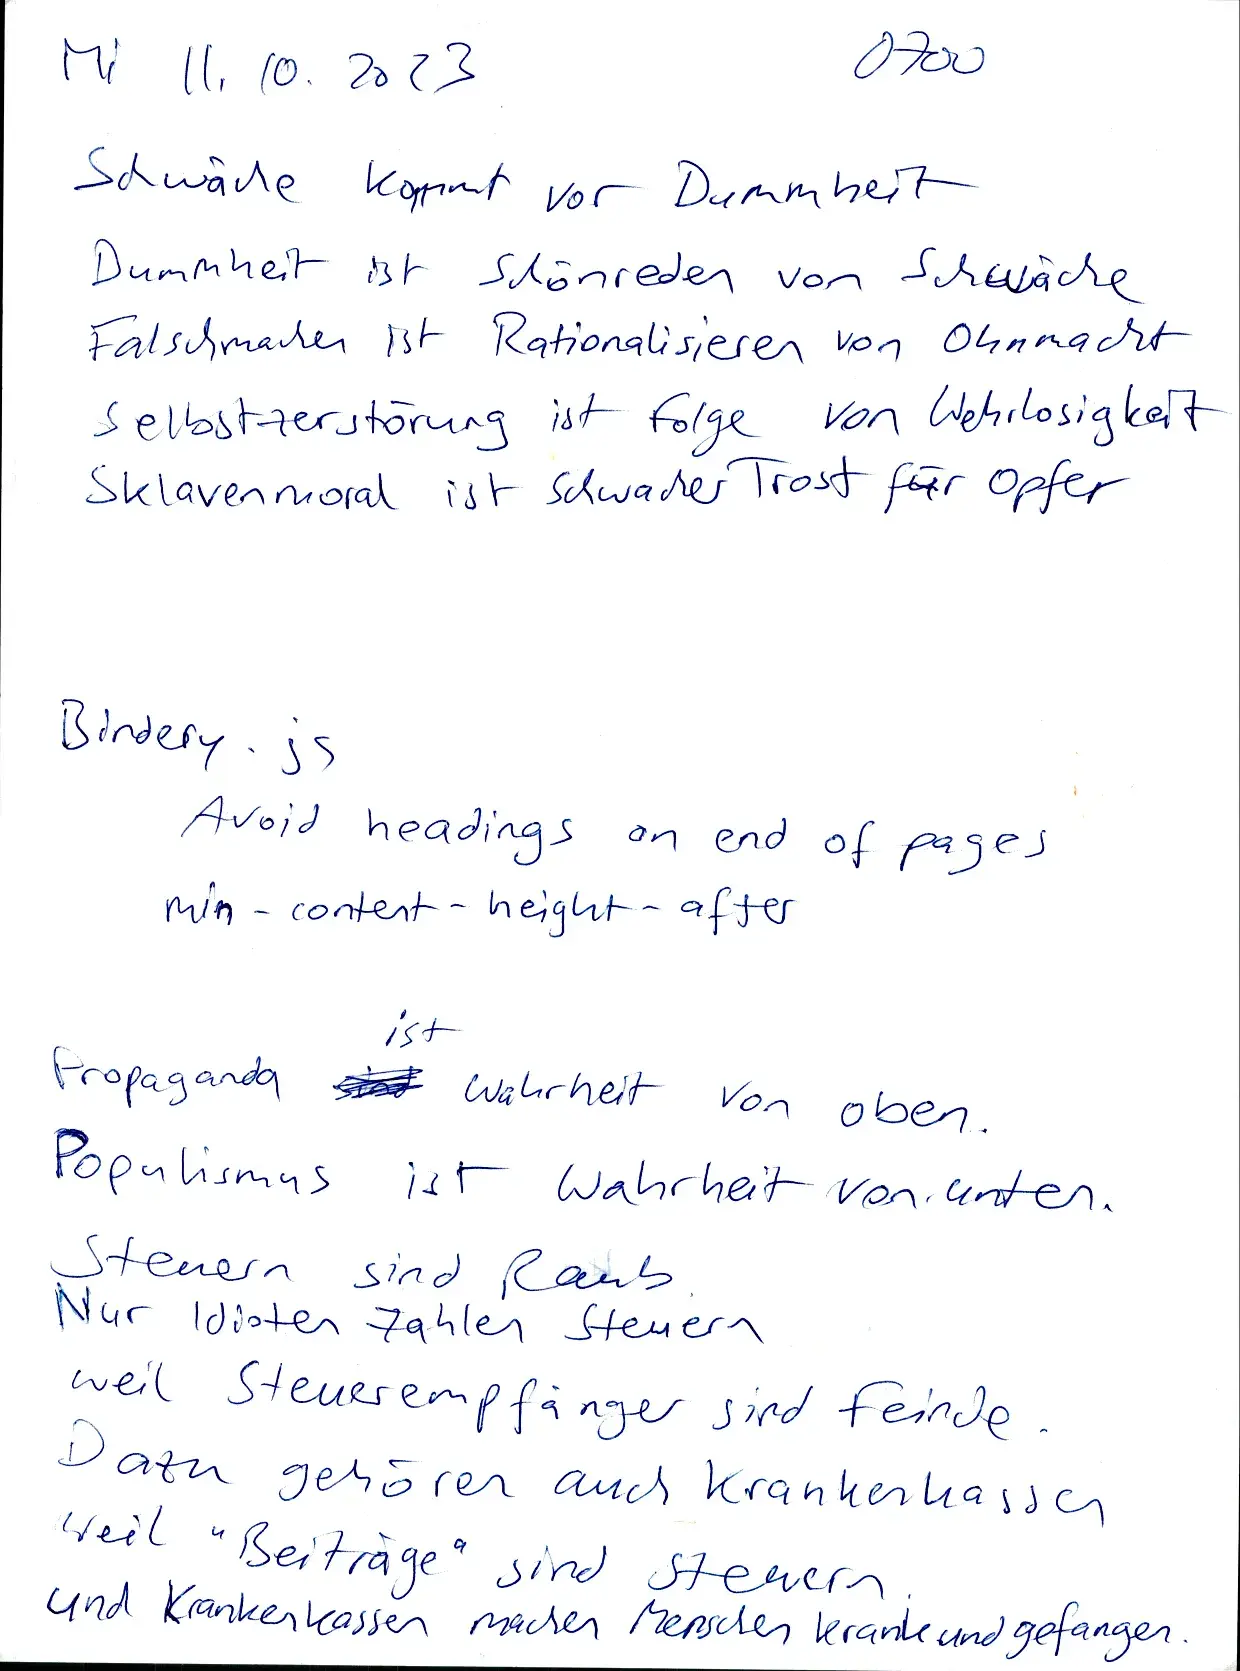 Mi 11.10.2023 0700
Schwäche kommt vor Dummheit
Dummheit ist Schönreden von Schwäche
Falschmachen ist Rationalisieren von Ohnmacht
Selbstzerstörung ist Folge von Wehrlosigkeit
Sklavenmoral ist schwacher Trost für Opfer
Bindery.js
Avoid headings on end of pages
min-content-height-after
ist
Propaganda Wahrheit von oben.
Populismus ist Wahrheit von unten.
Steuern sind Raub.
Nur Idioten zahlen Steuern
weil Steuerempfänger sind Feinde.
Dazu gehören auch Krankenkassen
weil "Beiträge" sind Steuern.
und Krankenkassen machen Menschen krank und gefangen.